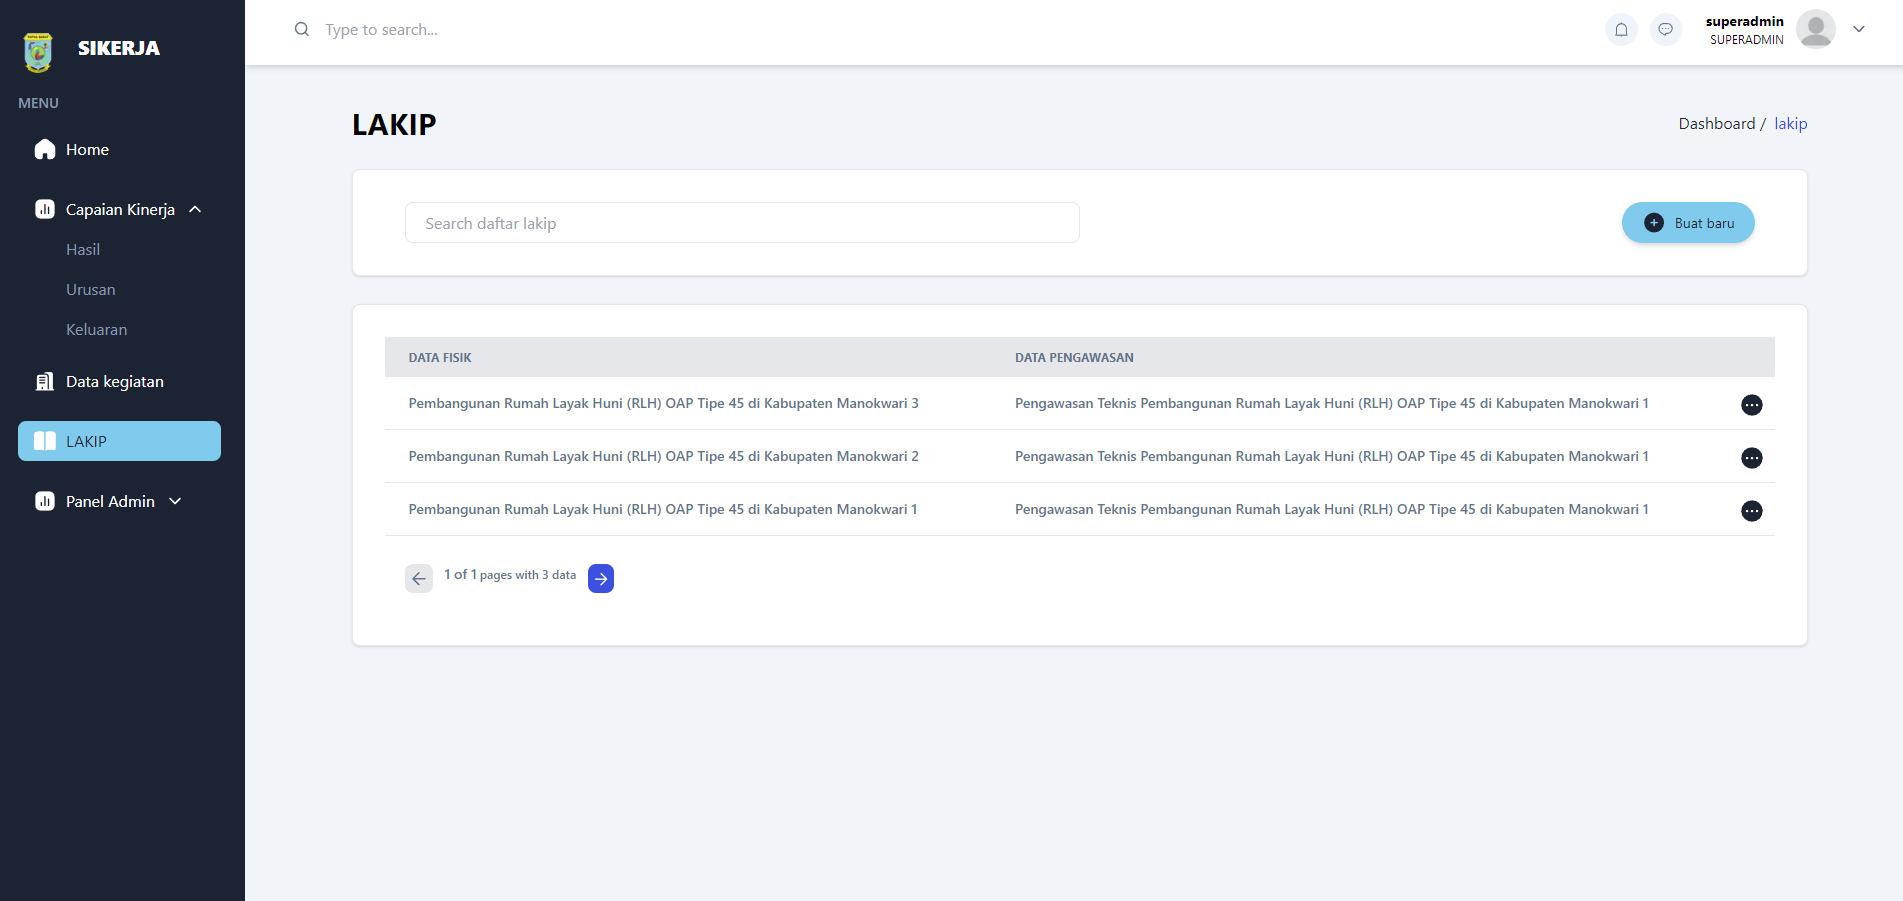 SIKERJA
MENU
Home
Capaian Kinerja
Hasil
Urusan
Keluaran
Data kegiatan
LAKIP
Panel Admin
Type to search...
superadmin
SUPERADMIN
LAKIP
Dashboard / lakip
Search daftar lakip
Buat baru
DATA FISIK DATA PENGAWASAN
Pembangunan Rumah Layak Huni (RLH) OAP Tipe 45 di Kabupaten Manokwari 3 Pengawasan Teknis Pembangunan Rumah Layak Huni (RLH) OAP Tipe 45 di Kabupaten Manokwari 1
Pembangunan Rumah Layak Huni (RLH) OAP Tipe 45 di Kabupaten Manokwari 2 Pengawasan Teknis Pembangunan Rumah Layak Huni (RLH) OAP Tipe 45 di Kabupaten Manokwari 1
Pembangunan Rumah Layak Huni (RLH) OAP Tipe 45 di Kabupaten Manokwari 1 Pengawasan Teknis Pembangunan Rumah Layak Huni (RLH) OAP Tipe 45 di Kabupaten Manokwari 1
1 of 1 pages with 3 data